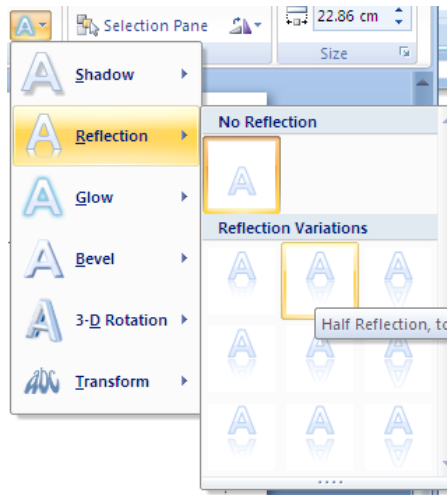 Selection Pane
22.86 cm
Size
Shadow
Reflection
Glow
Bevel
3-D Rotation
Transform
No Reflection
Reflection Variations
Half Reflection, to